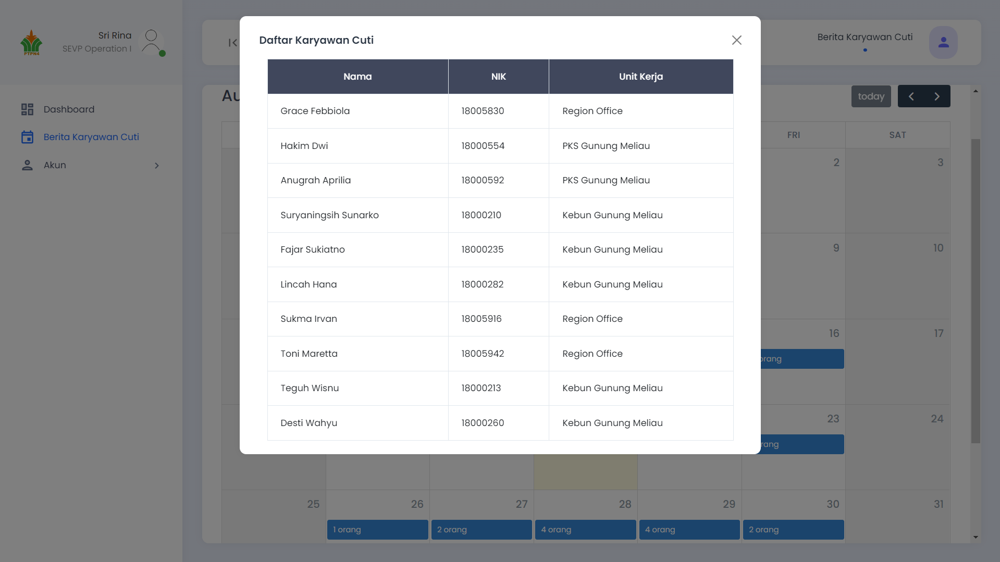 PTPN4
Sri Rina
SEVP Operation I
Dashboard
Berita Karyawan Cuti
Akun
Berita Karyawan Cuti
Daftar Karyawan Cuti
Nama NIK Unit Kerja
Grace Febbiola 18005830 Region Office
Hakim Dwi 18000554 PKS Gunung Meliau
Anugrah Aprilia 18000592 PKS Gunung Meliau
Suryaningsih Sunarko 18000210 Kebun Gunung Meliau
Fajar Sukiatno 18000235 Kebun Gunung Meliau
Lincah Hana 18000282 Kebun Gunung Meliau
Sukma Irvan 18005916 Region Office
Toni Maretta 18005942 Region Office
Teguh Wisnu 18000213 Kebun Gunung Meliau
Desti Wahyu 18000260 Kebun Gunung Meliau
Au
today
FRI SAT
2 3
9 10
16 17
orang
23 24
rang
25 26 27 28 29 30 31
1 orang 2 orang 4 orang 4 orang 2 orang